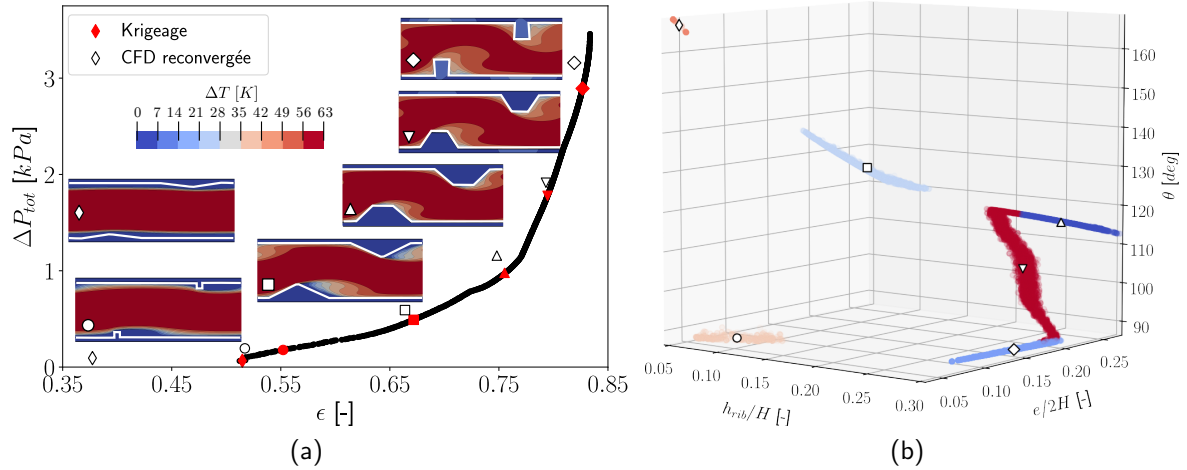 Krigeage
CFD reconvergée
ΔT [K]
0 7 14 21 28 35 42 49 56 63
ΔP_tot [kPa]
3
2
1
0
0.35 0.45 0.55 0.65 0.75 0.85
ϵ [-]
(a)
160
150
140
130
120
110
100
90
θ [deg]
0.05 0.10 0.15 0.20 0.25 0.30
h_rib/H [-]
0.05 0.10 0.15 0.20 0.25
e/2H [-]
(b)